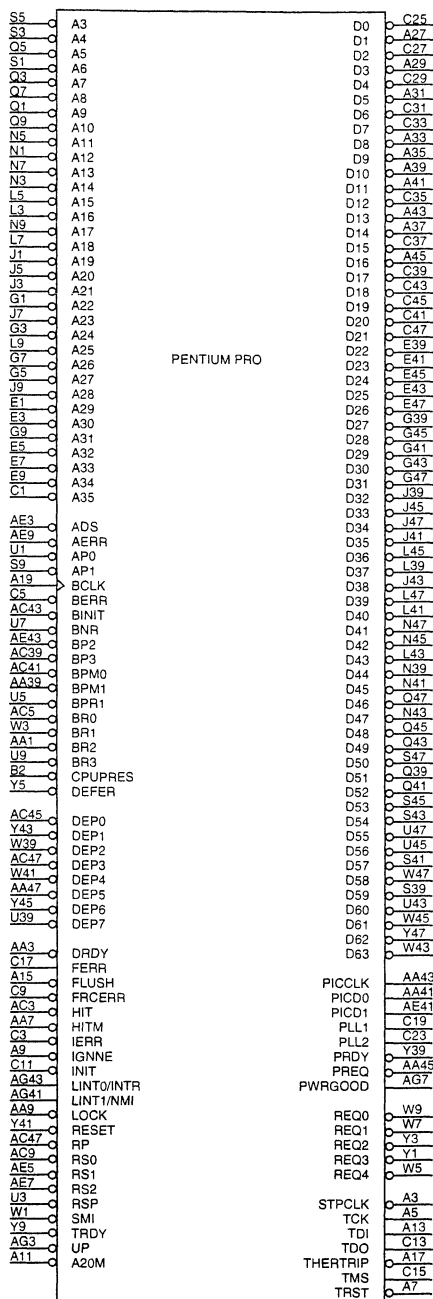 S5 A3
S3 A4
Q5 A5
S1 A6
Q3 A7
Q7 A8
Q1 A9
Q9 A10
N5 A11
N1 A12
N7 A13
N3 A14
L5 A15
L3 A16
N9 A17
L7 A18
J1 A19
J5 A20
J3 A21
G1 A22
J7 A23
G3 A24
L9 A25
G7 A26
G5 A27
J9 A28
E1 A29
E3 A30
G9 A31
E5 A32
E7 A33
E9 A34
C1 A35
AE3 ADS
AE9 AERR
U1 AP0
S9 AP1
A19 BCLK
C5 BERR
AC43 BINIT
U7 BNR
AE43 BP2
AC39 BP3
AC41 BPM0
AA39 BPM1
U5 BPR1
AC5 BR0
W3 BR1
AA1 BR2
U9 BR3
B2 CPUPRES
Y5 DEFER
AC45 DEP0
Y43 DEP1
W39 DEP2
AC47 DEP3
W41 DEP4
AA47 DEP5
Y45 DEP6
U39 DEP7
AA3 DRDY
C17 FERR
A15 FLUSH
C9 FRCERR
AC3 HIT
AA7 HITM
C3 IERR
A9 IGNNE
C11 INIT
AG43 LINT0/INTR
AG41 LINT1/NMI
AA9 LOCK
Y41 RESET
AC47 RP
AC9 RS0
AE5 RS1
AE7 RS2
U3 RSP
W1 SMI
Y9 TRDY
AG3 UP
A11 A20M
PENTIUM PRO
D0 C25
D1 A27
D2 C27
D3 A29
D4 C29
D5 A31
D6 C31
D7 C33
D8 A33
D9 A35
D10 A39
D11 A41
D12 C35
D13 A43
D14 A37
D15 C37
D16 A45
D17 C39
D18 C43
D19 C45
D20 C41
D21 C47
D22 E39
D23 E41
D24 E45
D25 E43
D26 E47
D27 G39
D28 G45
D29 G41
D30 G43
D31 G47
D32 J39
D33 J45
D34 J47
D35 J41
D36 L45
D37 L39
D38 J43
D39 L47
D40 L41
D41 N47
D42 N45
D43 L43
D44 N39
D45 N41
D46 Q47
D47 N43
D48 Q45
D49 Q43
D50 S47
D51 Q39
D52 Q41
D53 S45
D54 S43
D55 U47
D56 U45
D57 S41
D58 W47
D59 S39
D60 U43
D61 W45
D62 Y47
D63 W43
PICCLK AA43
PICD0 AA41
PICD1 AE41
PLL1 C19
PLL2 C23
PRDY Y39
PREQ AA45
PWRGOOD AG7
REQ0 W9
REQ1 W7
REQ2 Y3
REQ3 Y1
REQ4 W5
STPCLK A3
TCK A5
TDI A13
TDO C13
THERTRIP A17
TMS C15
TRST A7